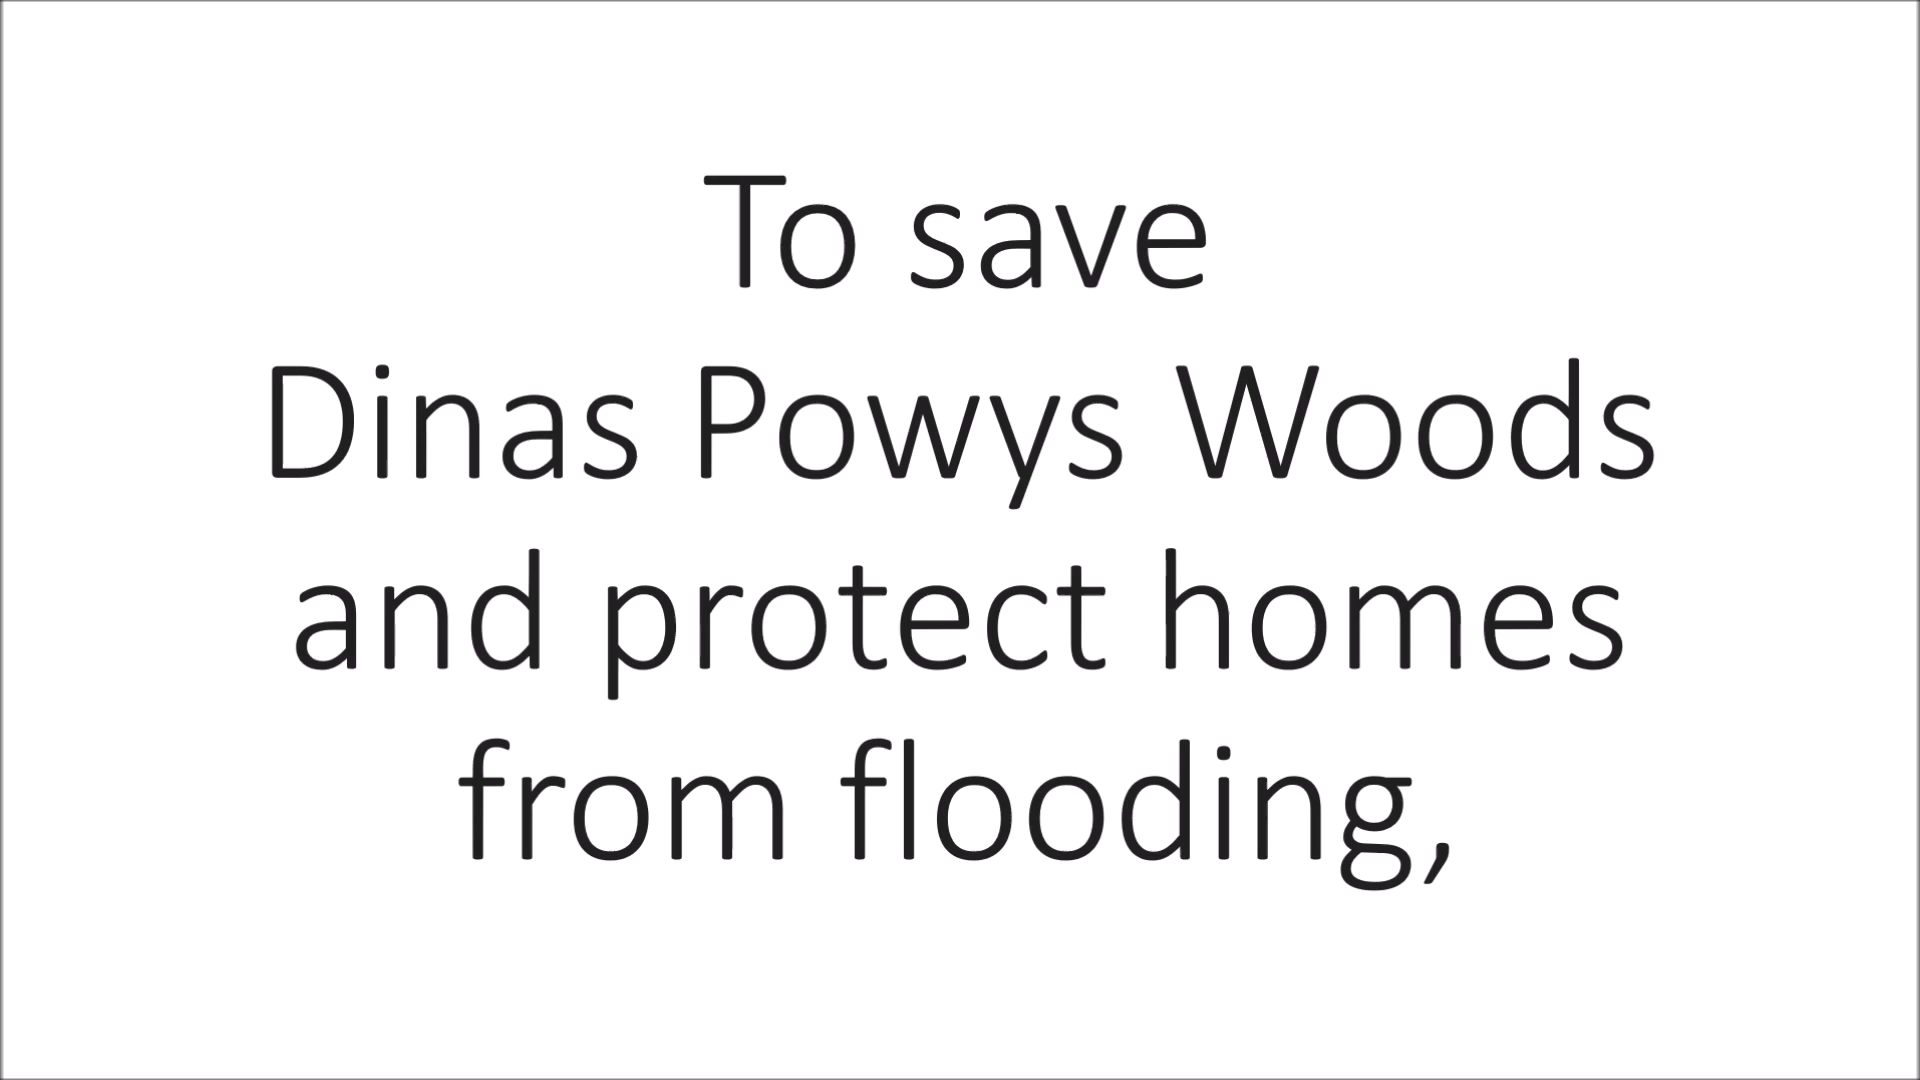 To save
Dinas Powys Woods
and protect homes
from flooding,